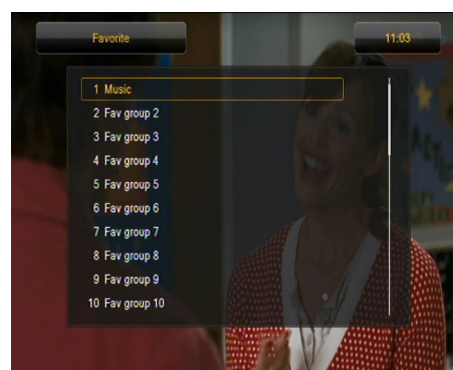 Favorite
11:03
1 Music
2 Fav group 2
3 Fav group 3
4 Fav group 4
5 Fav group 5
6 Fav group 6
7 Fav group 7
8 Fav group 8
9 Fav group 9
10 Fav group 10